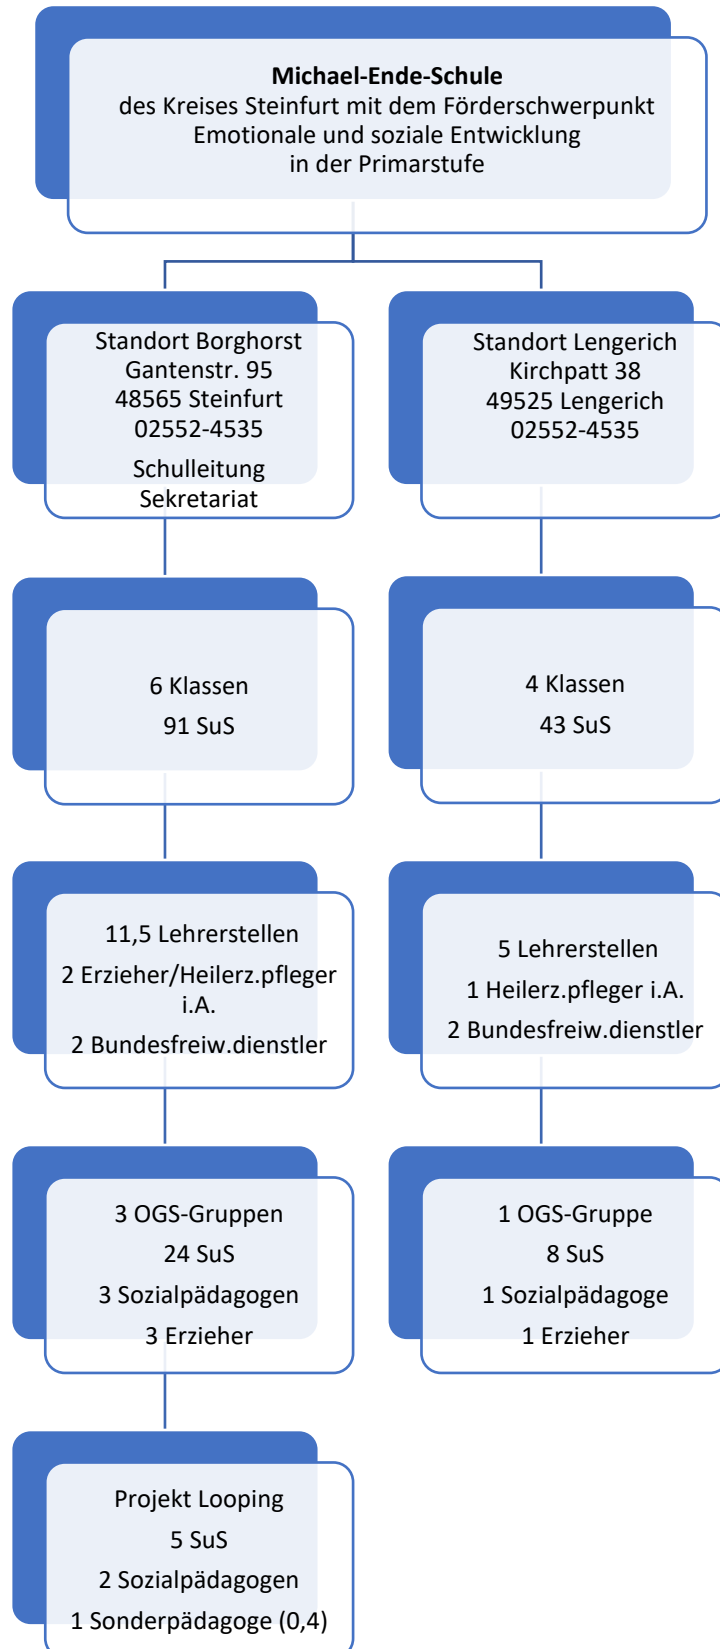 Michael-Ende-Schule
des Kreises Steinfurt mit dem Förderschwerpunkt
Emotionale und soziale Entwicklung
in der Primarstufe
Standort Borghorst
Gantenstr. 95
48565 Steinfurt
02552-4535
Schulleitung
Sekretariat
Standort Lengerich
Kirchpatt 38
49525 Lengerich
02552-4535
6 Klassen
91 SuS
4 Klassen
43 SuS
11,5 Lehrerstellen
2 Erzieher/Heilerz.pfleger
i.A.
2 Bundesfreiw.dienstler
5 Lehrerstellen
1 Heilerz.pfleger i.A.
2 Bundesfreiw.dienstler
3 OGS-Gruppen
24 SuS
3 Sozialpädagogen
3 Erzieher
1 OGS-Gruppe
8 SuS
1 Sozialpädagoge
1 Erzieher
Projekt Looping
5 SuS
2 Sozialpädagogen
1 Sonderpädagoge (0,4)